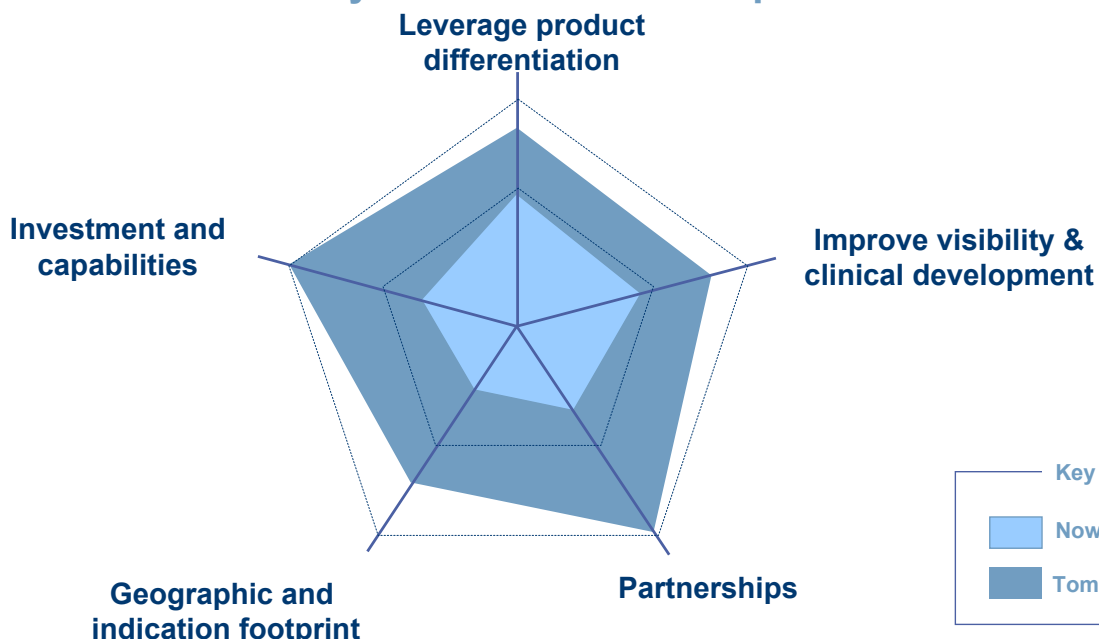 Leverage product
differentiation
Investment and
capabilities
Improve visibility &
clinical development
Geographic and
indication footprint
Partnerships
Key
Now